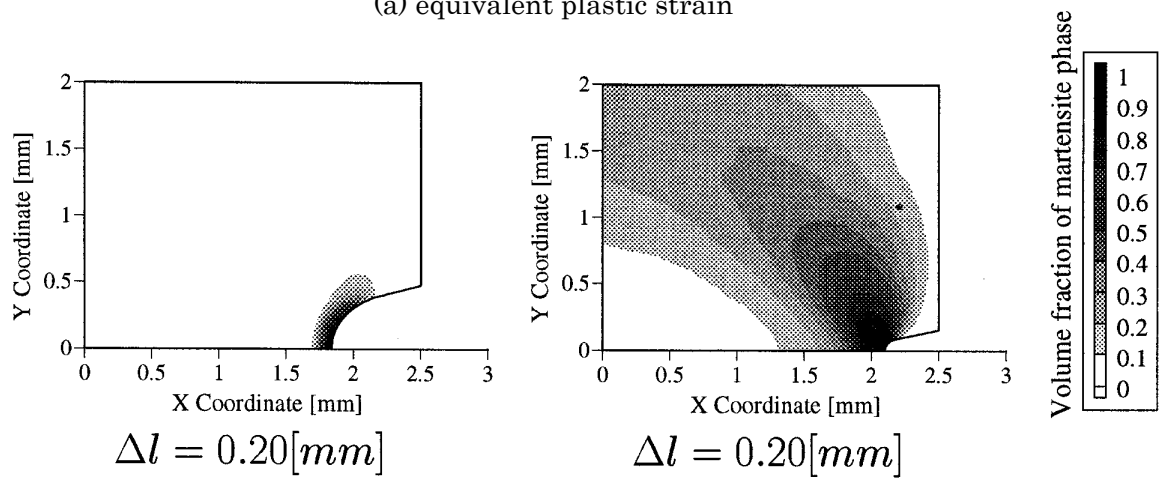 (a) equivalent plastic strain
2
1.5
1
0.5
0
Y Coordinate [mm]
0 0.5 1 1.5 2 2.5 3
X Coordinate [mm]
Δl = 0.20[mm]
2
1.5
1
0.5
0
Y Coordinate [mm]
0 0.5 1 1.5 2 2.5 3
X Coordinate [mm]
Δl = 0.20[mm]
Volume fraction of martensite phase
1
0.9
0.8
0.7
0.6
0.5
0.4
0.3
0.2
0.1
0